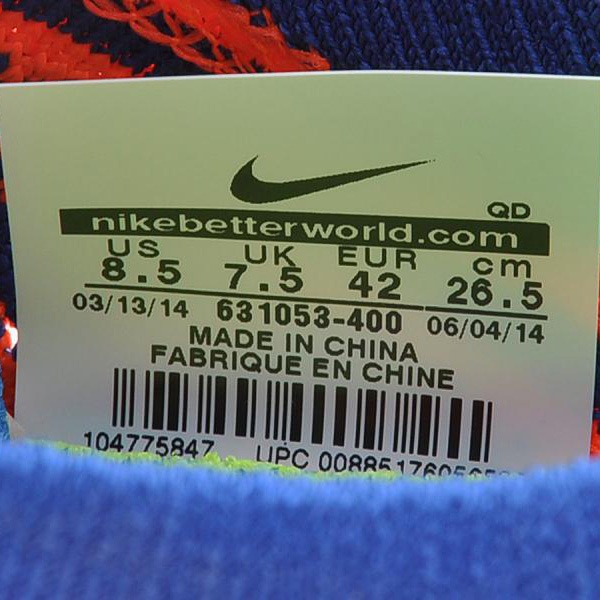 QD
nikebetterworld.com
US UK EUR cm
8.5 7.5 42 26.5
03/13/14 631053-400 06/04/14
MADE IN CHINA
FABRIQUE EN CHINE
104775847 UPC